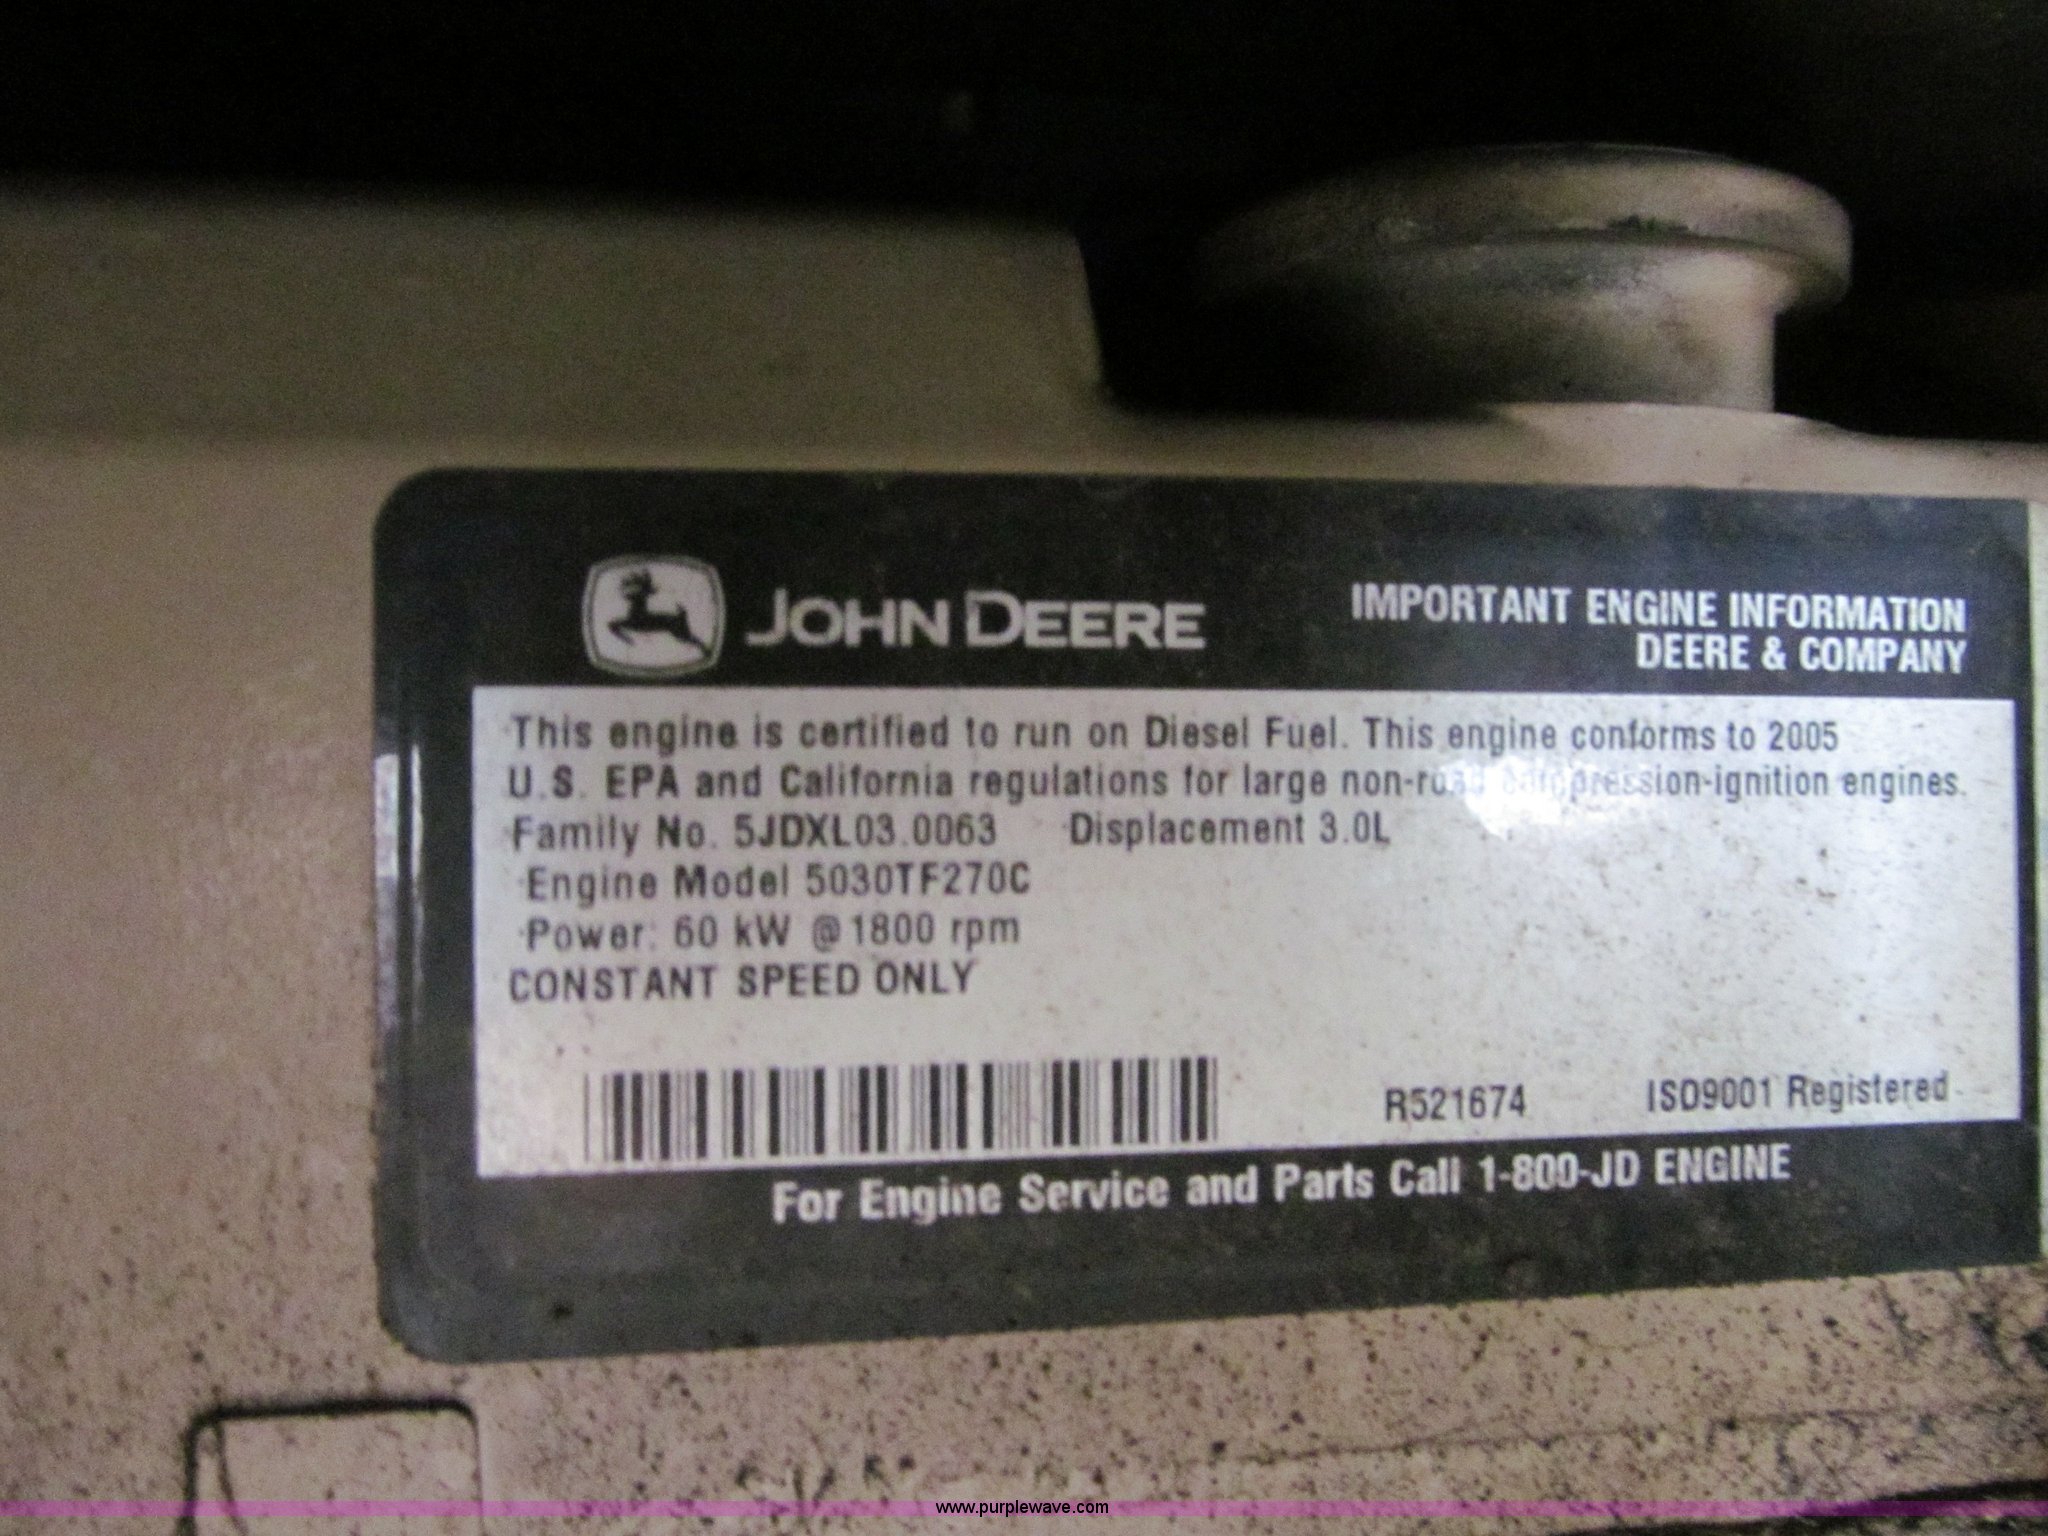 JOHN DEERE
IMPORTANT ENGINE INFORMATION
DEERE & COMPANY
This engine is certified to run on Diesel Fuel. This engine conforms to 2005
U.S. EPA and California regulations for large non-road compression-ignition engines.
Family No. 5JDXL03.0063 Displacement 3.0L
Engine Model 5030TF270C
Power: 60 kW @ 1800 rpm
CONSTANT SPEED ONLY
R521674 ISO9001 Registered
For Engine Service and Parts Call 1-800-JD ENGINE
www.purplewave.com